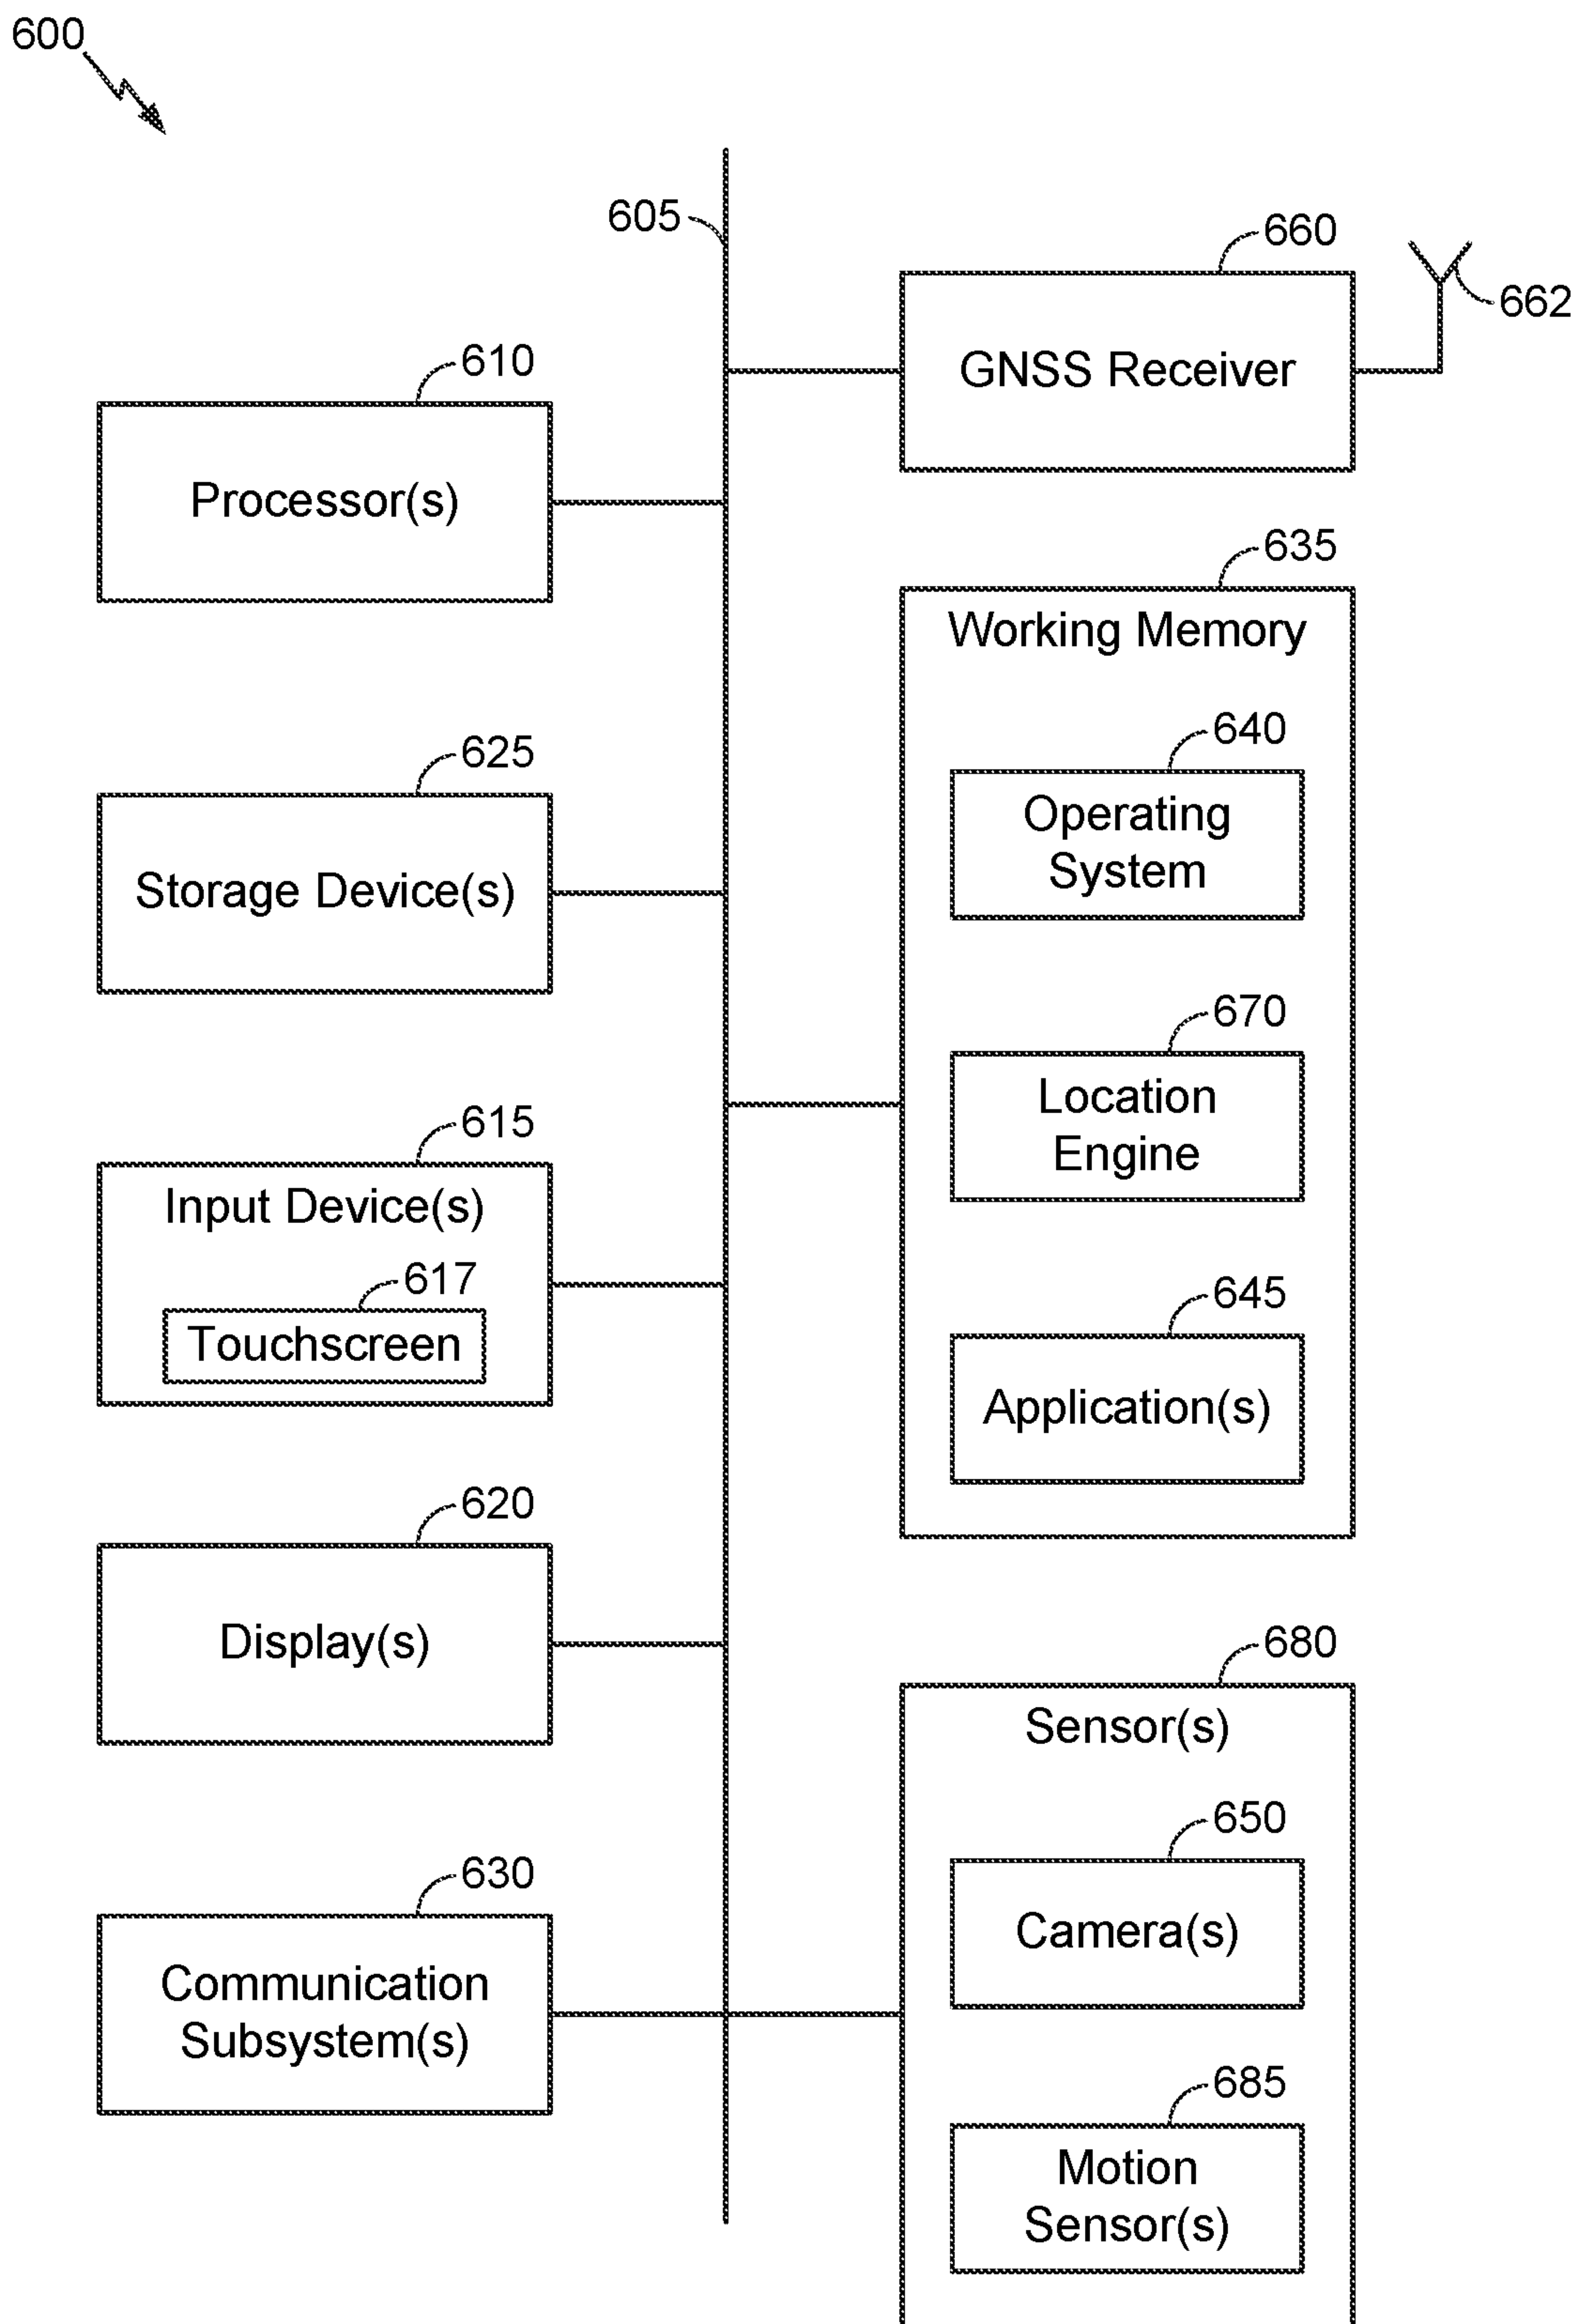 600
605
660
662
GNSS Receiver
610
Processor(s)
635
Working Memory
640
Operating
System
625
Storage Device(s)
670
Location
Engine
615
Input Device(s)
617
Touchscreen
645
Application(s)
620
Display(s)
680
Sensor(s)
650
Camera(s)
630
Communication
Subsystem(s)
685
Motion
Sensor(s)